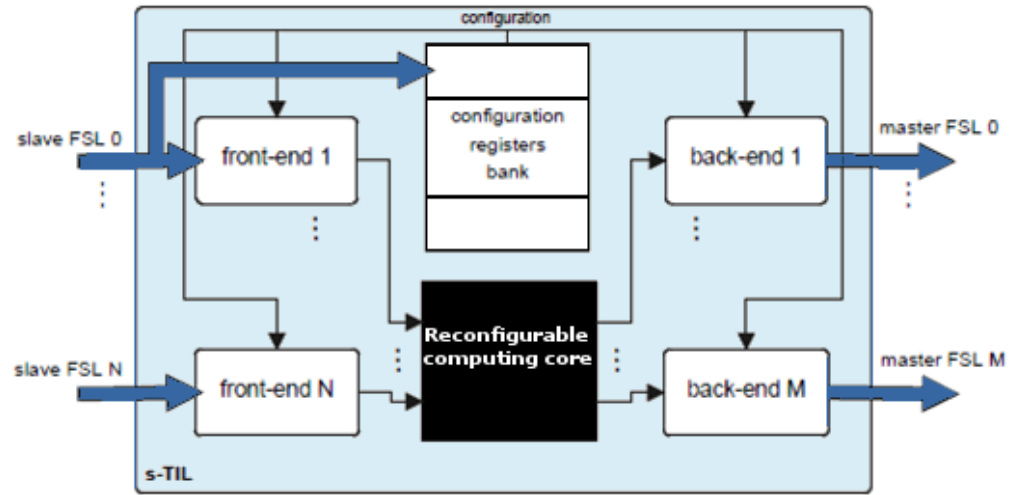 configuration
slave FSL 0
front-end 1
configuration
registers
bank
back-end 1
master FSL 0
Reconfigurable
computing core
slave FSL N
front-end N
back-end M
master FSL M
s-TIL